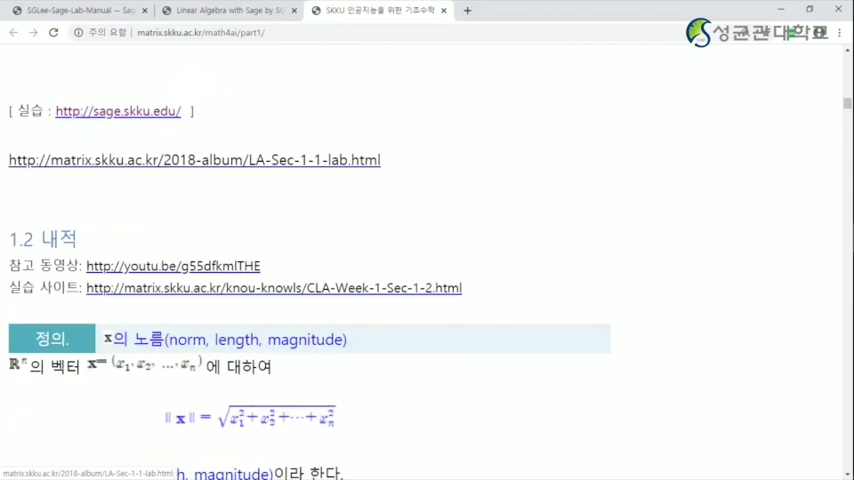 SGLee-Sage-Lab-Manual -- Sag
Linear Algebra with Sage by SG
SKKU 인공지능을 위한 기초수학
주의 요함
matrix.skku.ac.kr/math4ai/part1/
성균관대학교
[ 실습 : http://sage.skku.edu/ ]
http://matrix.skku.ac.kr/2018-album/LA-Sec-1-1-lab.html
1.2 내적
참고 동영상: http://youtu.be/g55dfkmlTHE
실습 사이트: http://matrix.skku.ac.kr/knou-knowls/CLA-Week-1-Sec-1-2.html
정의. x의 노름(norm, length, magnitude)
ℝⁿ의 벡터 x=(x₁, x₂, …, xₙ)에 대하여
‖x‖ = √(x₁²+x₂²+⋯+xₙ²)
matrix.skku.ac.kr/2018-album/LA-Sec-1-1-lab.html
h, magnitude)이라 한다.